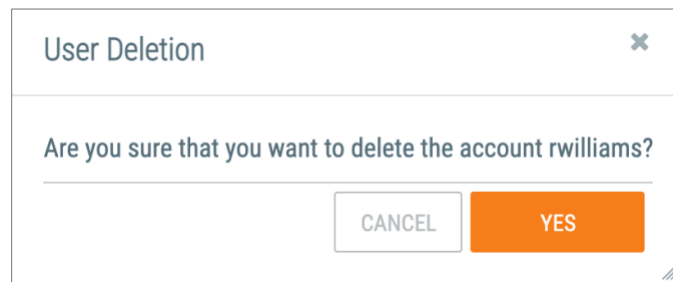 User Deletion
Are you sure that you want to delete the account rwilliams?
CANCEL YES